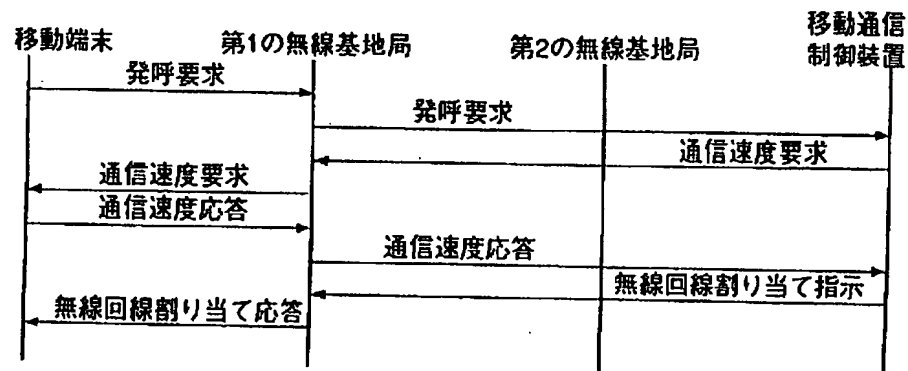 移動端末
第1の無線基地局
第2の無線基地局
移動通信
制御装置
発呼要求
発呼要求
通信速度要求
通信速度要求
通信速度応答
通信速度応答
無線回線割り当て指示
無線回線割り当て応答